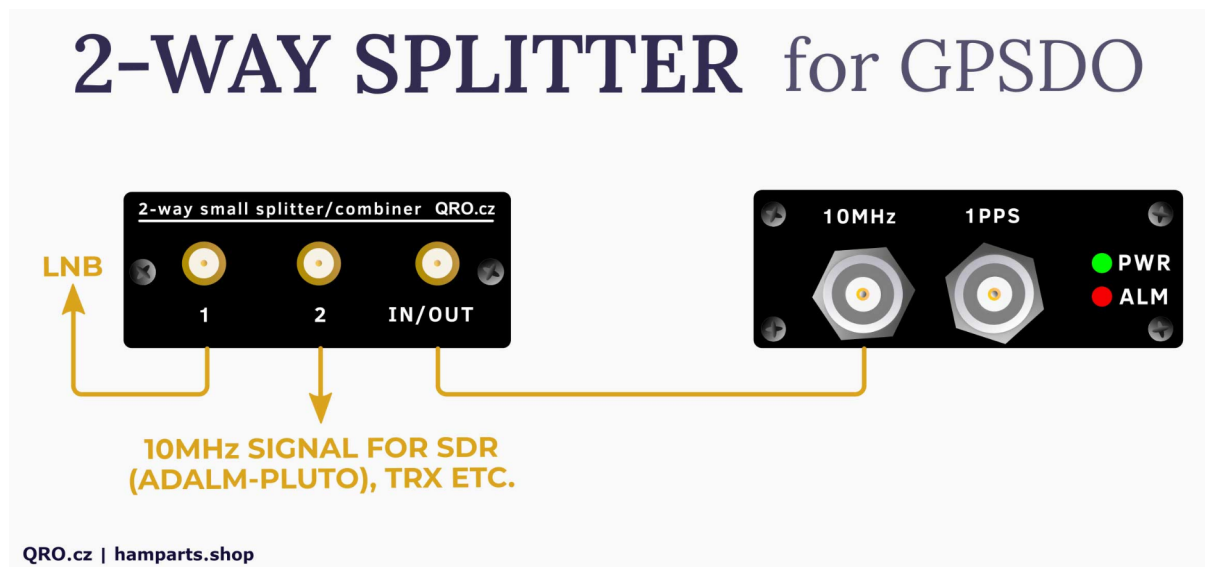 2-WAY SPLITTER for GPSDO
2-way small splitter/combiner QRO.cz
1
2
IN/OUT
LNB
10MHz SIGNAL FOR SDR
(ADALM-PLUTO), TRX ETC.
10MHz
1PPS
PWR
ALM
QRO.cz | hamparts.shop